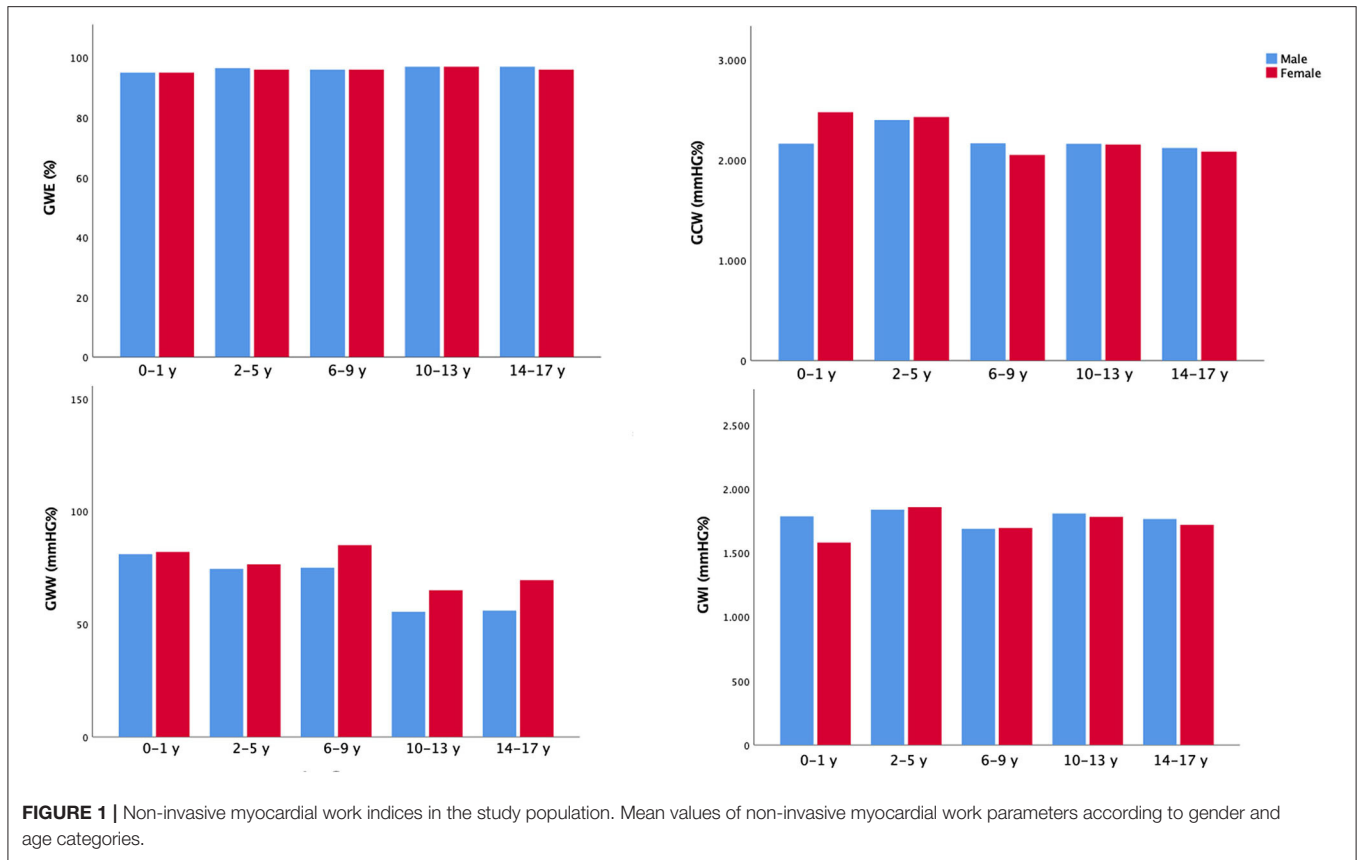 100
80
60
40
20
0
GWE (%)
0–1 y 2–5 y 6–9 y 10–13 y 14–17 y
3.000
2.000
1.000
0
GCW (mmHG%)
Male
Female
0–1 y 2–5 y 6–9 y 10–13 y 14–17 y
150
100
50
0
GWW (mmHG%)
0–1 y 2–5 y 6–9 y 10–13 y 14–17 y
2.500
2.000
1.500
1.000
500
0
GWI (mmHG%)
0–1 y 2–5 y 6–9 y 10–13 y 14–17 y
FIGURE 1 | Non-invasive myocardial work indices in the study population. Mean values of non-invasive myocardial work parameters according to gender and
age categories.